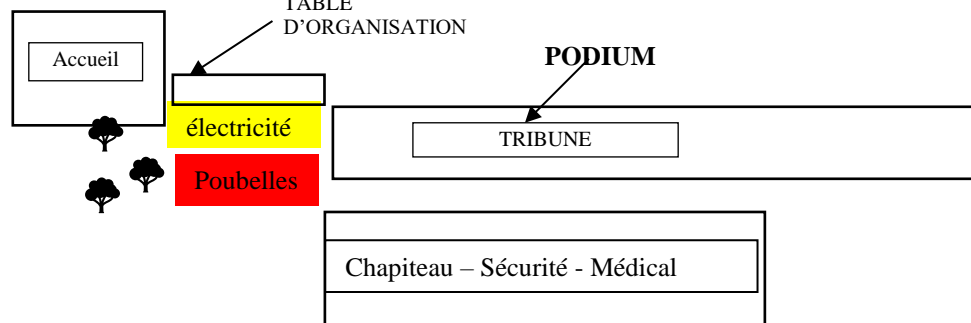 TABLE
D'ORGANISATION
Accueil
PODIUM
électricité
TRIBUNE
Poubelles
Chapiteau – Sécurité - Médical